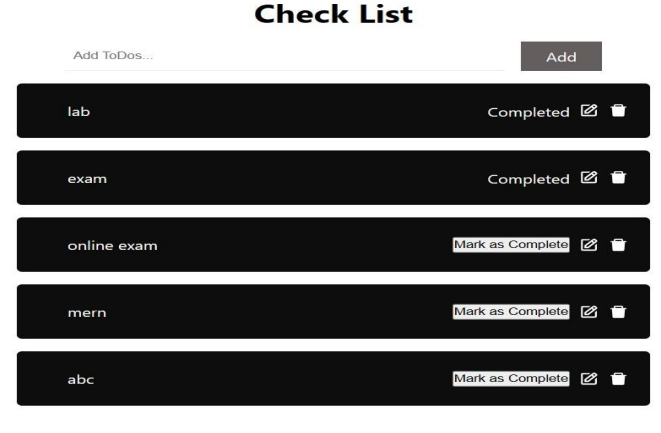 Check List
Add ToDos... Add
lab Completed
exam Completed
online exam Mark as Complete
mern Mark as Complete
abc Mark as Complete